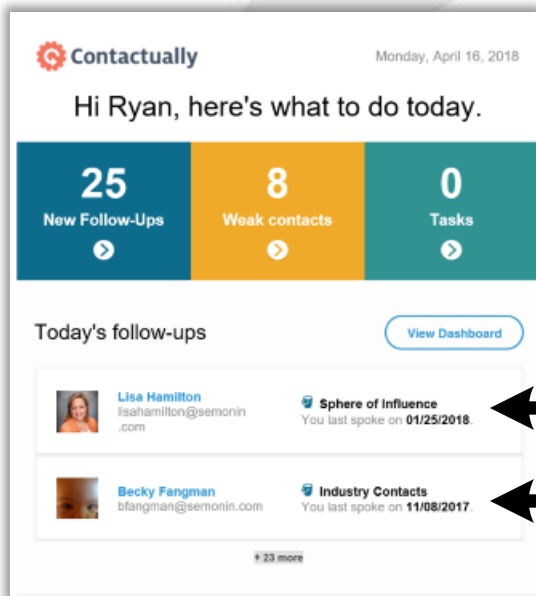 Contactually
Monday, April 16, 2018
Hi Ryan, here's what to do today.
25
New Follow-Ups
8
Weak contacts
0
Tasks
Today's follow-ups
View Dashboard
Lisa Hamilton
lisahamilton@semonin
.com
Sphere of Influence
You last spoke on 01/25/2018.
Becky Fangman
bfangman@semonin.com
Industry Contacts
You last spoke on 11/08/2017.
+ 23 more